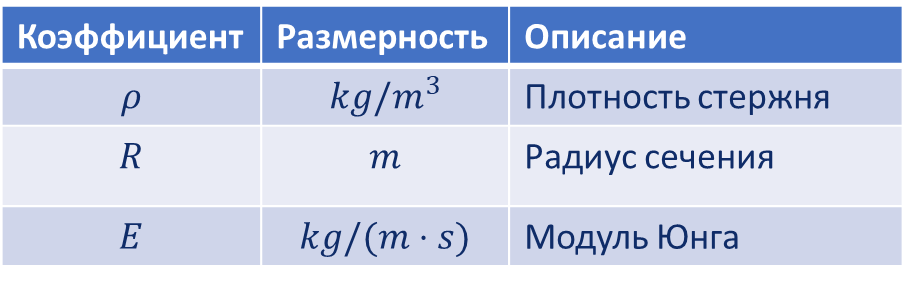 Коэффициент Размерность Описание
ρ kg/m³ Плотность стержня
R m Радиус сечения
E kg/(m · s) Модуль Юнга